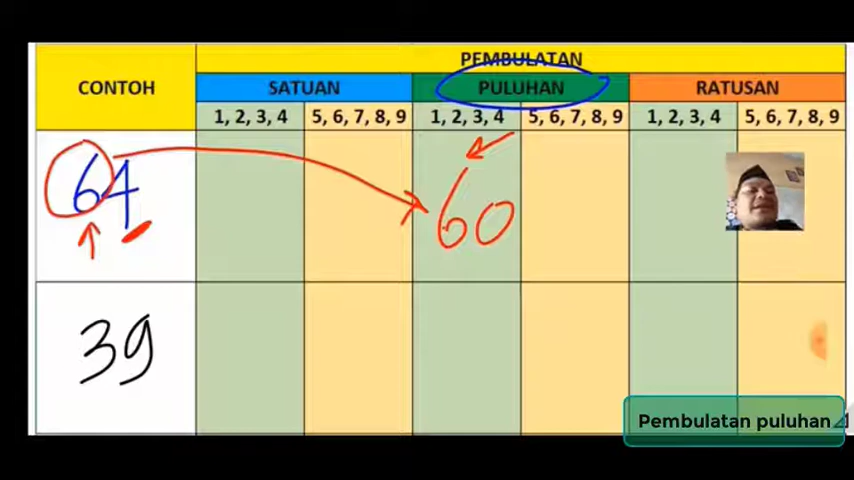 PEMBULATAN
CONTOH SATUAN PULUHAN RATUSAN
1, 2, 3, 4 5, 6, 7, 8, 9 1, 2, 3, 4 5, 6, 7, 8, 9 1, 2, 3, 4 5, 6, 7, 8, 9
64 60
39
Pembulatan puluhan